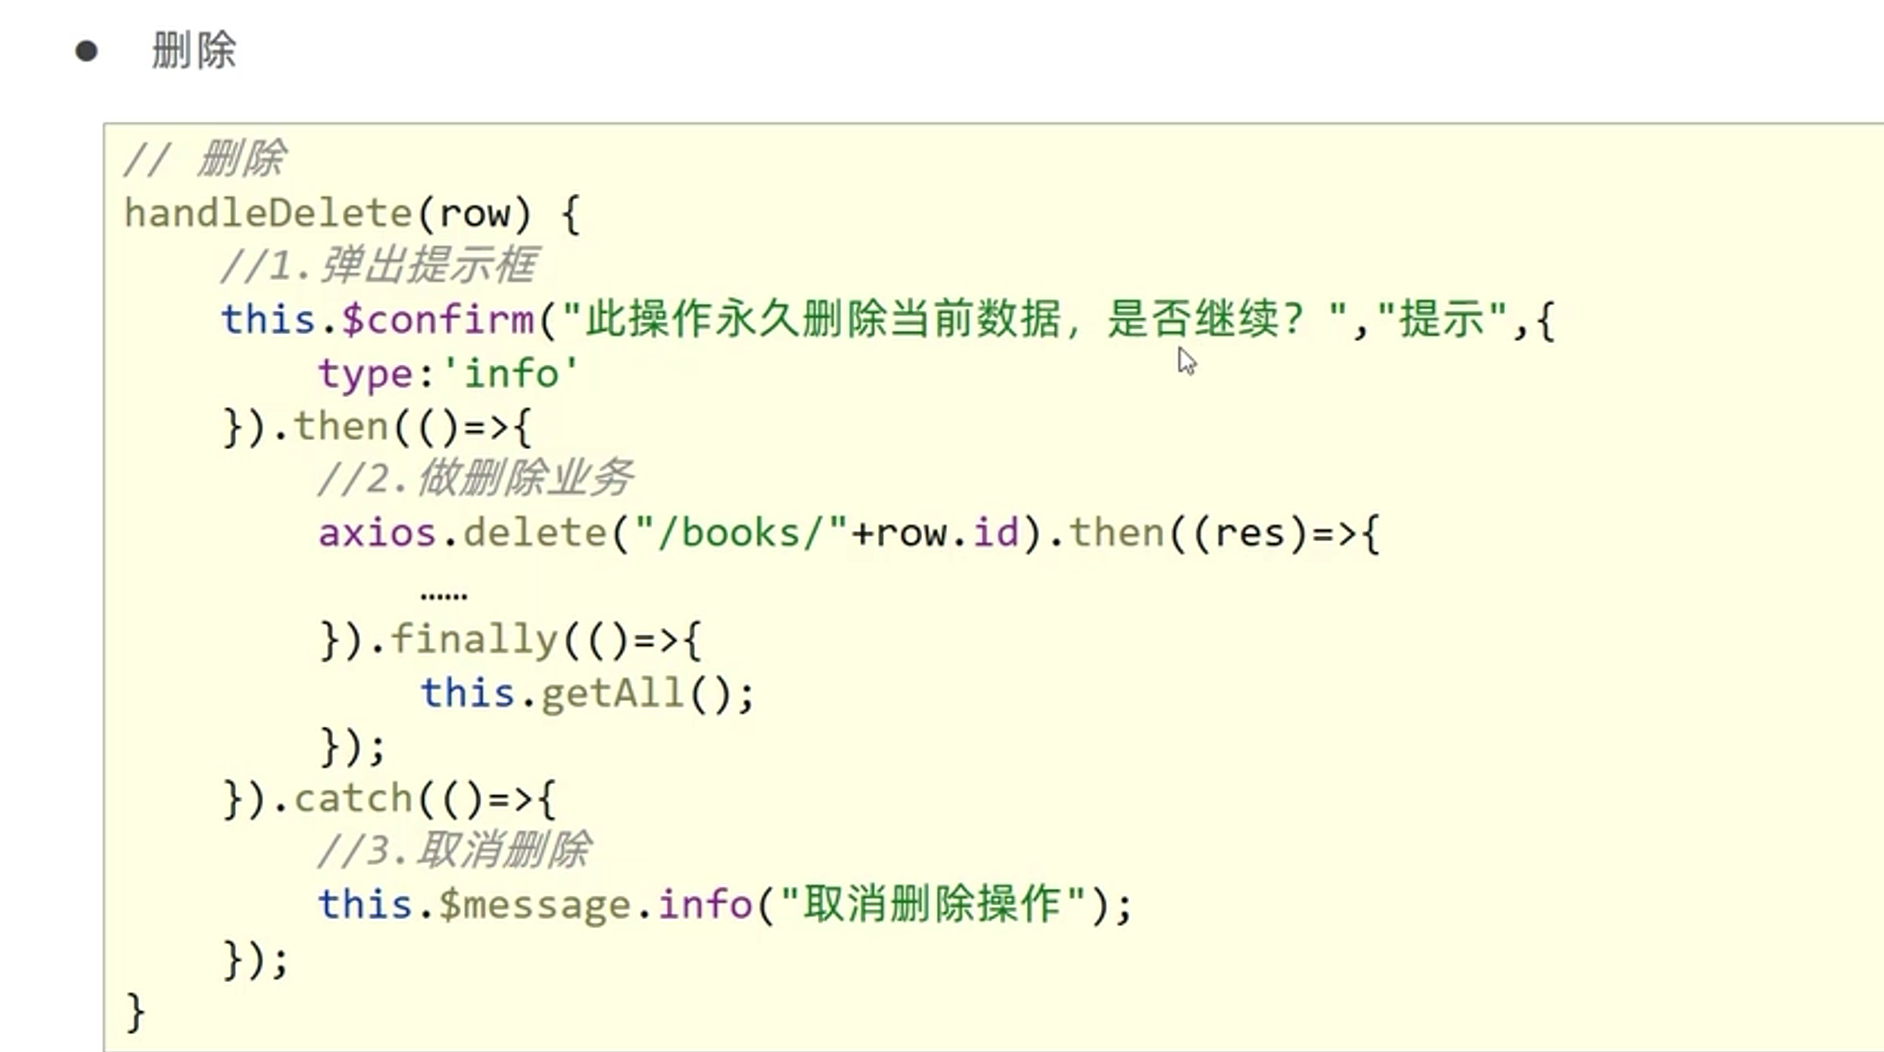 ● 删除
// 删除
handleDelete(row) {
    //1.弹出提示框
    this.$confirm("此操作永久删除当前数据，是否继续？","提示",{
        type:'info'
    }).then(()=>{
        //2.做删除业务
        axios.delete("/books/"+row.id).then((res)=>{
            ……
        }).finally(()=>{
            this.getAll();
        });
    }).catch(()=>{
        //3.取消删除
        this.$message.info("取消删除操作");
    });
}